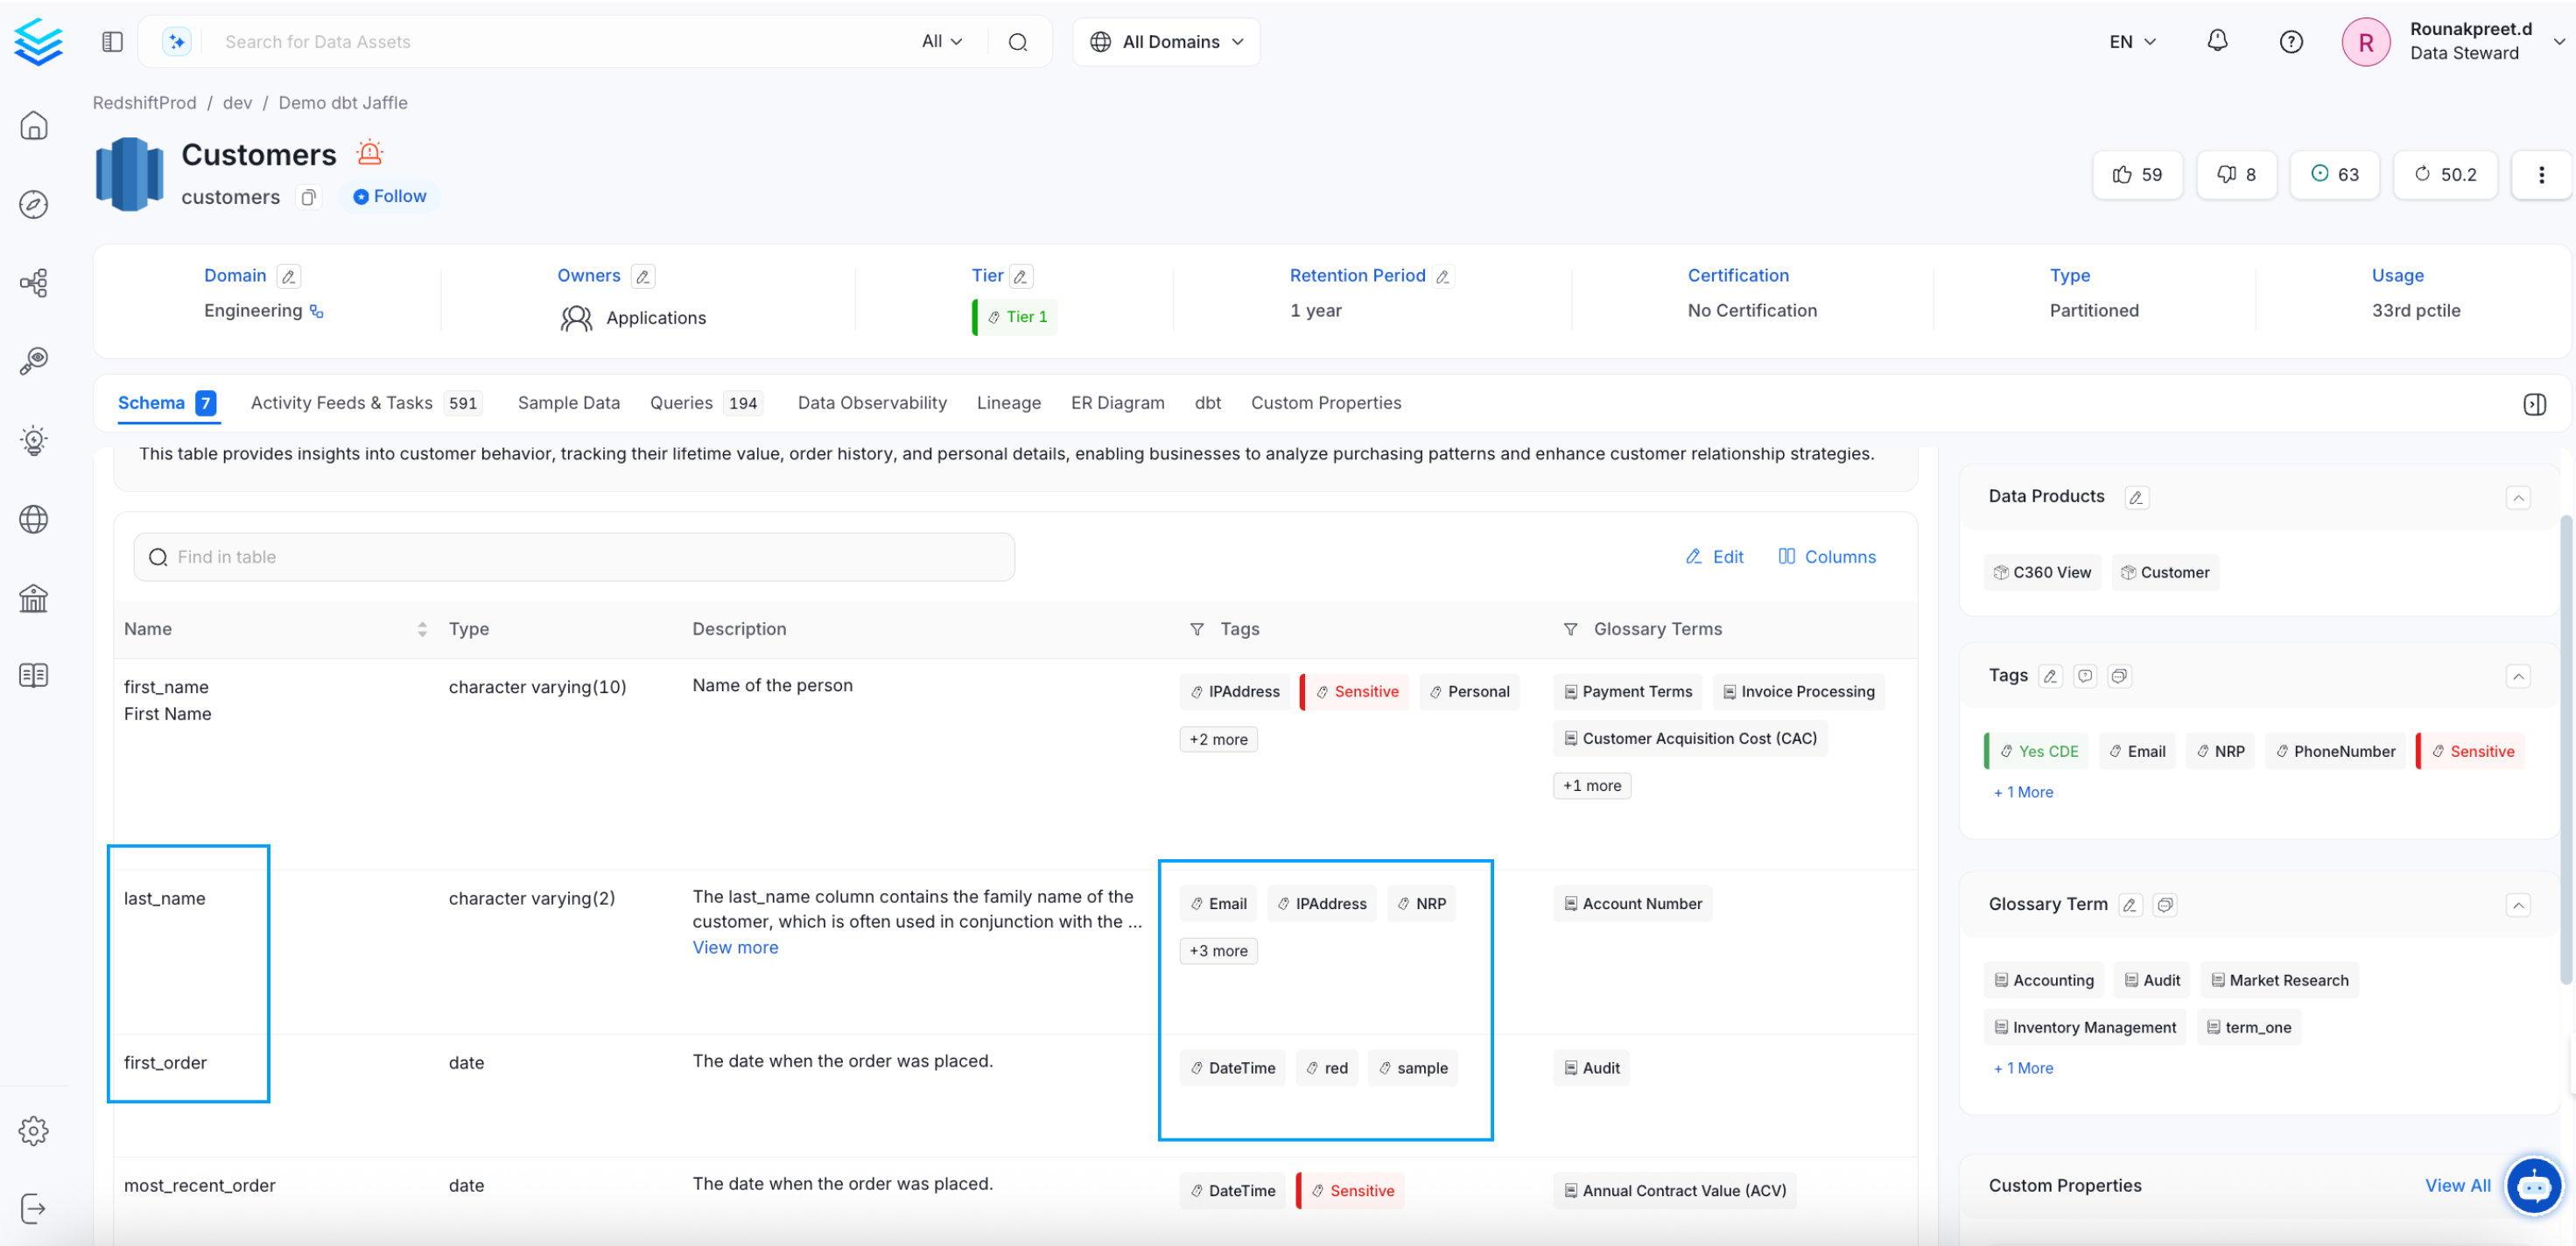 Search for Data Assets All All Domains EN Rounakpreet.d
Data Steward
R
RedshiftProd / dev / Demo dbt Jaffle
Customers
customers Follow
59 8 63 50.2
Domain Owners Tier Retention Period Certification Type Usage
Engineering Applications Tier 1 1 year No Certification Partitioned 33rd pctile
Schema 7 Activity Feeds & Tasks 591 Sample Data Queries 194 Data Observability Lineage ER Diagram dbt Custom Properties
This table provides insights into customer behavior, tracking their lifetime value, order history, and personal details, enabling businesses to analyze purchasing patterns and enhance customer relationship strategies.
Find in table Edit Columns
Name Type Description Tags Glossary Terms
first_name character varying(10) Name of the person IPAddress Sensitive Personal Payment Terms Invoice Processing
First Name
+2 more Customer Acquisition Cost (CAC)
+1 more
last_name character varying(2) The last_name column contains the family name of the Email IPAddress NRP Account Number
customer, which is often used in conjunction with the ...
View more +3 more
first_order date The date when the order was placed. DateTime red sample Audit
most_recent_order date The date when the order was placed. DateTime Sensitive Annual Contract Value (ACV)
Data Products
C360 View Customer
Tags
Yes CDE Email NRP PhoneNumber Sensitive
+ 1 More
Glossary Term
Accounting Audit Market Research
Inventory Management term_one
+ 1 More
Custom Properties View All